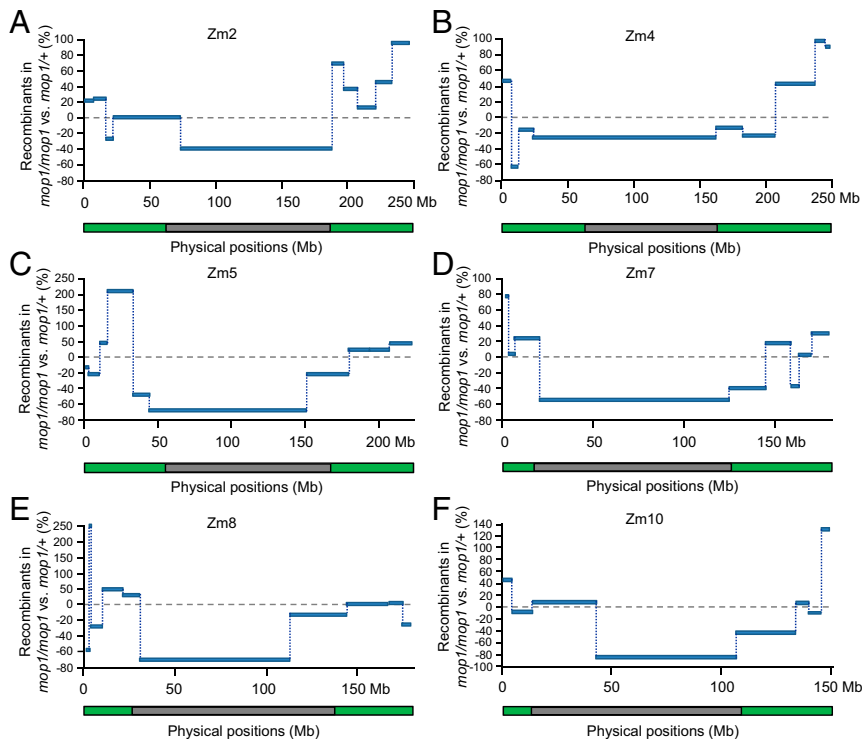 A
Zm2
Recombinants in
mop1/mop1 vs. mop1/+ (%)
100
80
60
40
20
0
-20
-40
-60
-80
0
50
100
150
200
250 Mb
Physical positions (Mb)
B
Zm4
Recombinants in
mop1/mop1 vs. mop1/+ (%)
100
80
60
40
20
0
-20
-40
-60
-80
0
50
100
150
200
250 Mb
Physical positions (Mb)
C
Zm5
Recombinants in
mop1/mop1 vs. mop1/+ (%)
250
200
150
100
50
0
-20
-40
-60
-80
0
50
100
150
200 Mb
Physical positions (Mb)
D
Zm7
Recombinants in
mop1/mop1 vs. mop1/+ (%)
100
80
60
40
20
0
-20
-40
-60
-80
0
50
100
150 Mb
Physical positions (Mb)
E
Zm8
Recombinants in
mop1/mop1 vs. mop1/+ (%)
250
200
150
100
50
0
-20
-40
-60
-80
0
50
100
150 Mb
Physical positions (Mb)
F
Zm10
Recombinants in
mop1/mop1 vs. mop1/+ (%)
140
120
100
80
60
40
20
0
-20
-40
-60
-80
-100
0
50
100
150 Mb
Physical positions (Mb)